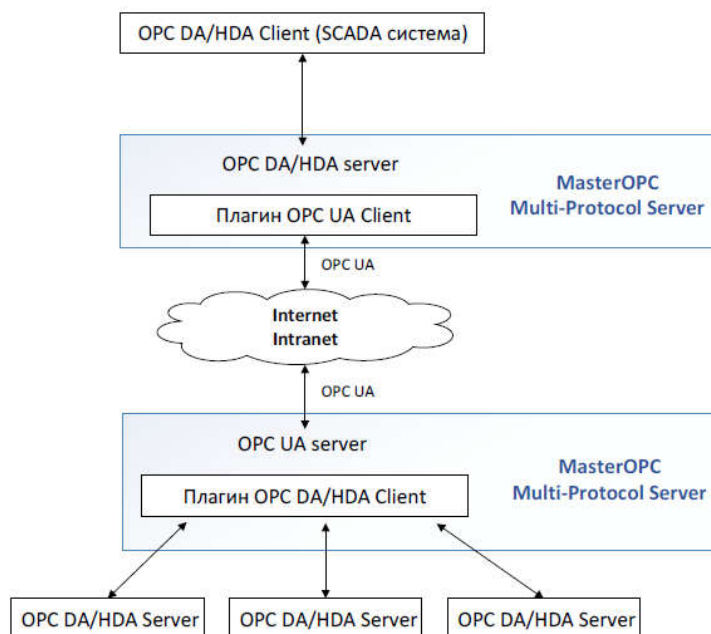 OPC DA/HDA Client (SCADA система)
OPC DA/HDA server
MasterOPC
Multi-Protocol Server
Плагин OPC UA Client
OPC UA
Internet
Intranet
OPC UA
OPC UA server
MasterOPC
Multi-Protocol Server
Плагин OPC DA/HDA Client
OPC DA/HDA Server
OPC DA/HDA Server
OPC DA/HDA Server